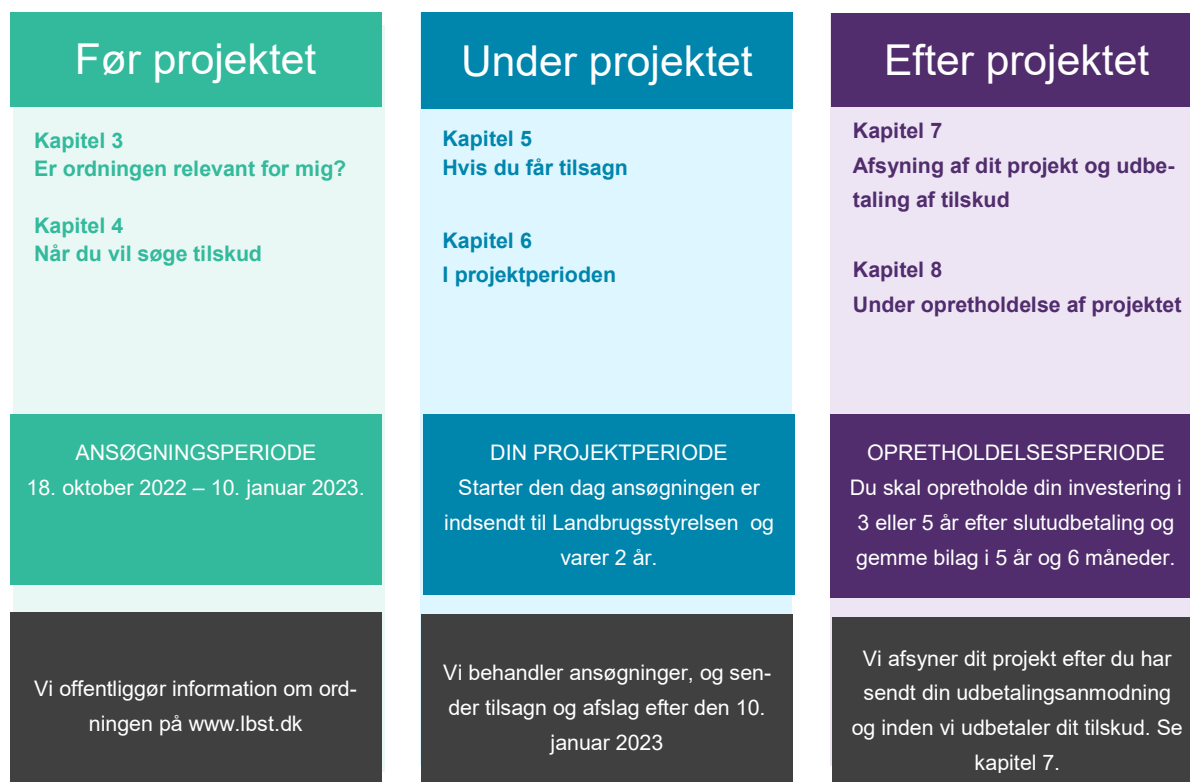 Før projektet
Kapitel 3
Er ordningen relevant for mig?
Kapitel 4
Når du vil søge tilskud
ANSØGNINGSPERIODE
18. oktober 2022 – 10. januar 2023.
Vi offentliggør information om ord-
ningen på www.lbst.dk
Under projektet
Kapitel 5
Hvis du får tilsagn
Kapitel 6
I projektperioden
DIN PROJEKTPERIODE
Starter den dag ansøgningen er
indsendt til Landbrugsstyrelsen og
varer 2 år.
Vi behandler ansøgninger, og sen-
der tilsagn og afslag efter den 10.
januar 2023
Efter projektet
Kapitel 7
Afsyning af dit projekt og udbe-
taling af tilskud
Kapitel 8
Under opretholdelse af projektet
OPRETHOLDELSESPERIODE
Du skal opretholde din investering i
3 eller 5 år efter slutudbetaling og
gemme bilag i 5 år og 6 måneder.
Vi afsyner dit projekt efter du har
sendt din udbetalingsanmodning
og inden vi udbetaler dit tilskud. Se
kapitel 7.